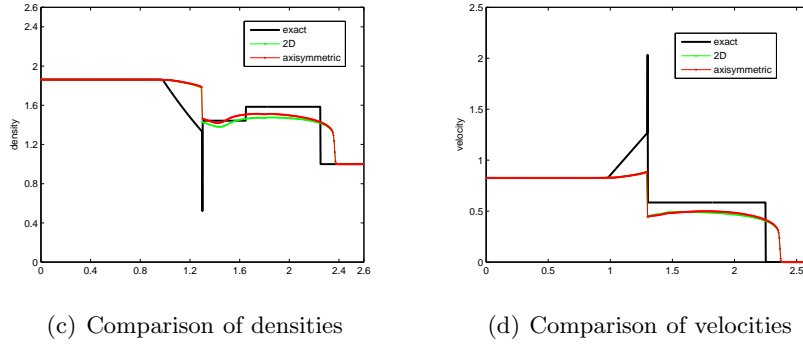 2.6
2.4
2
1.6
1.2
0.8
0.4
0
density
exact
2D
axisymmetric
0 0.4 0.8 1.2 1.6 2 2.4 2.6
2.5
2
1.5
1
0.5
0
velocity
exact
2D
axisymmetric
0 0.5 1 1.5 2 2.5
(c) Comparison of densities
(d) Comparison of velocities